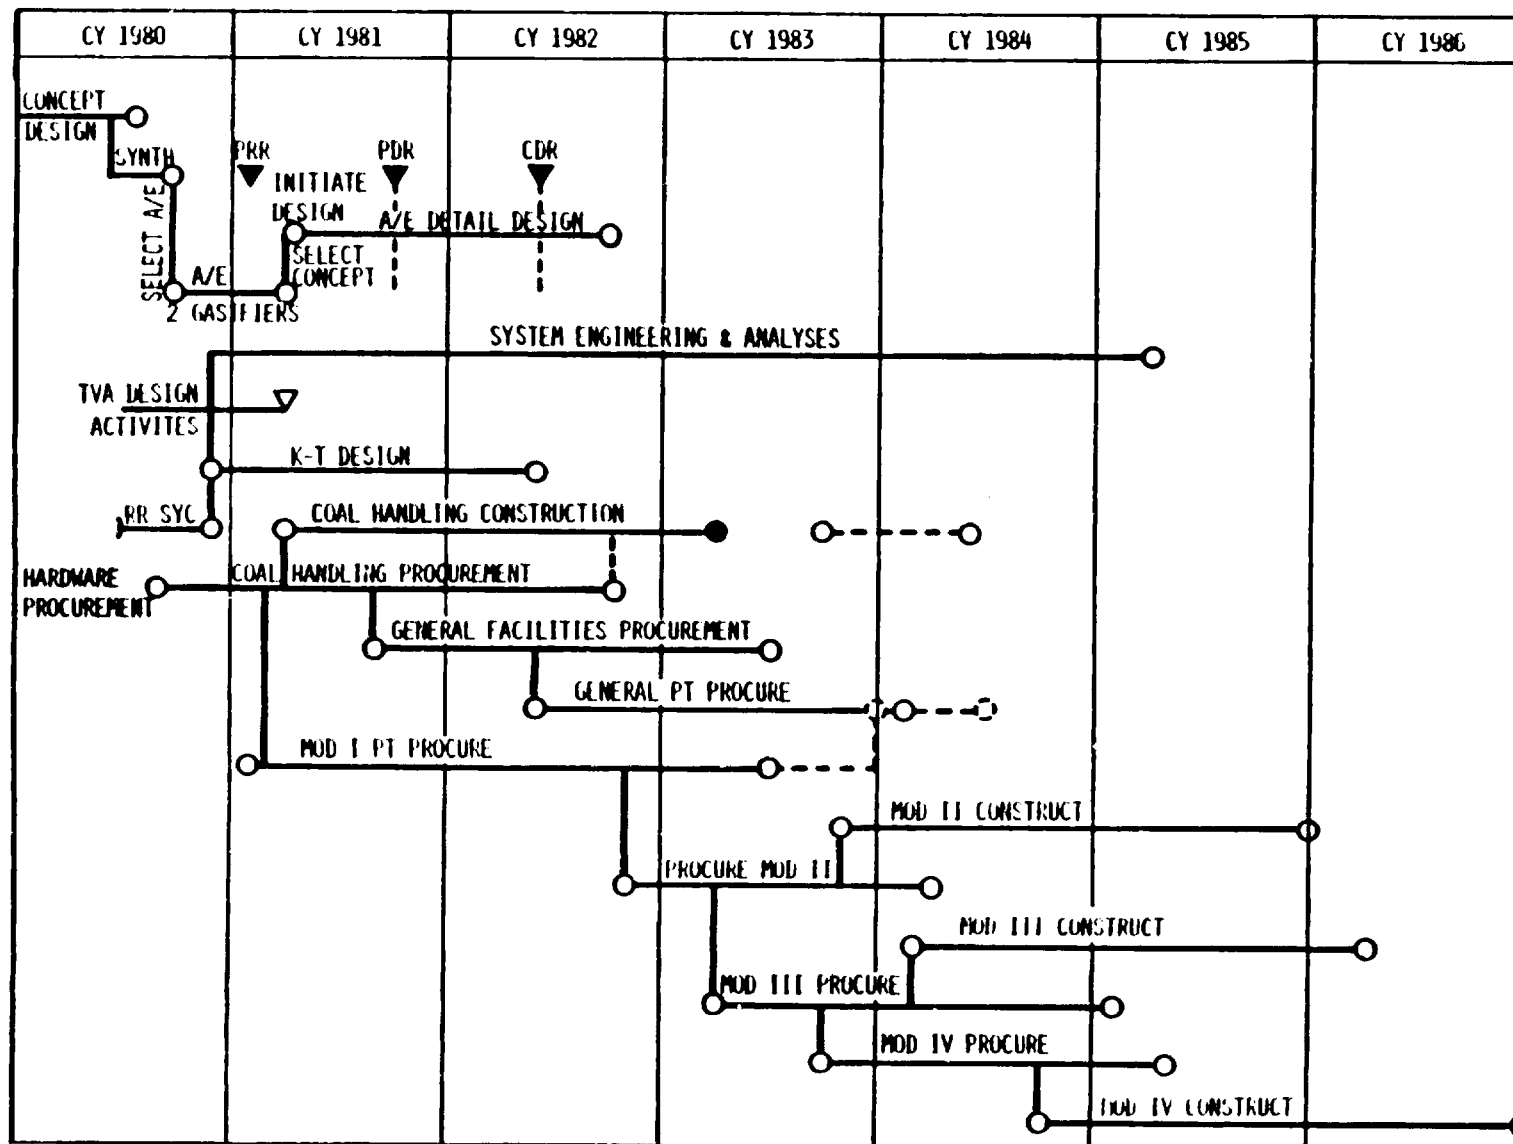 CY 1980 CY 1981 CY 1982 CY 1983 CY 1984 CY 1985 CY 1986
CONCEPT
DESIGN
SYNTH
SELECT A/E
PRR PDR CDR
INITIATE
DESIGN
A/E DETAIL DESIGN
SELECT
CONCEPT
A/E
2 GASIFIERS
SYSTEM ENGINEERING & ANALYSES
TVA DESIGN
ACTIVITES
K-T DESIGN
RR SYC
COAL HANDLING CONSTRUCTION
HARDWARE
PROCUREMENT
COAL HANDLING PROCUREMENT
GENERAL FACILITIES PROCUREMENT
GENERAL PT PROCURE
MOD I PT PROCURE
MOD II CONSTRUCT
PROCURE MOD II
MOD III CONSTRUCT
MOD III PROCURE
MOD IV PROCURE
MOD IV CONSTRUCT